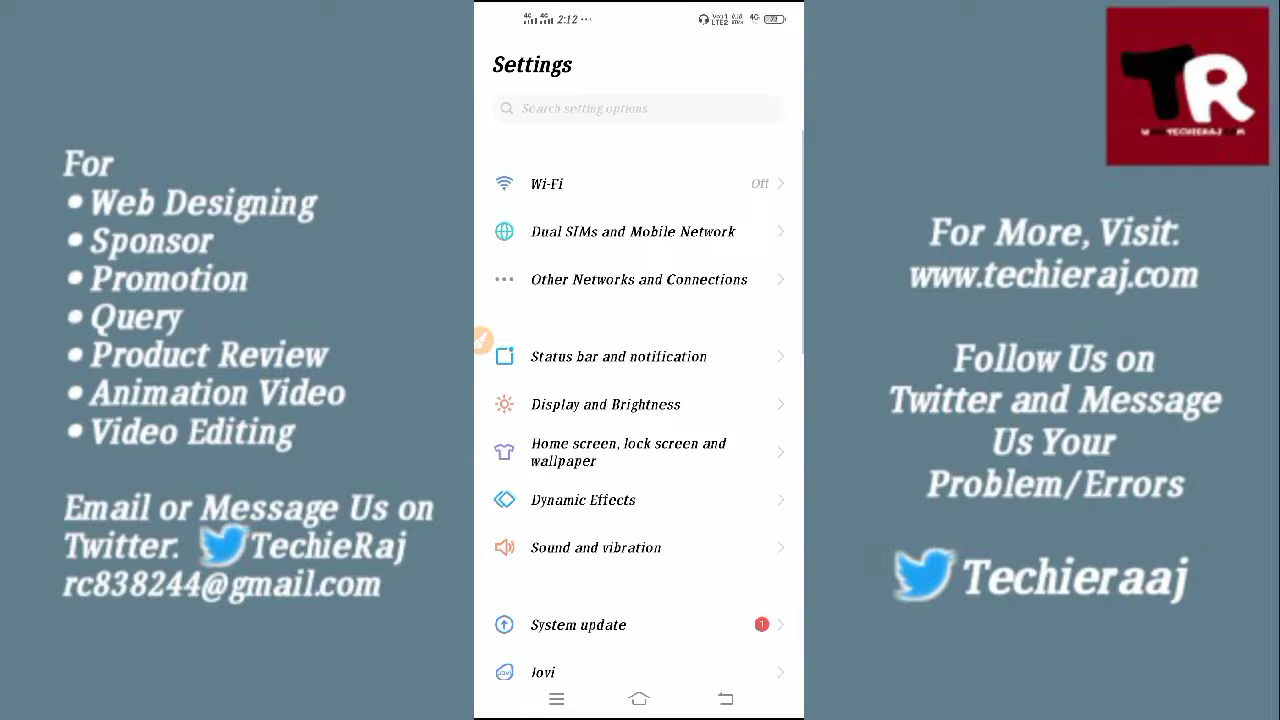 For
• Web Designing
• Sponsor
• Promotion
• Query
• Product Review
• Animation Video
• Video Editing
Email or Message Us on
Twitter. TechieRaj
rc838244@gmail.com
4G 4G 2:12 ···
4G
Settings
Search setting options
Wi-Fi Off
Dual SIMs and Mobile Network
Other Networks and Connections
Status bar and notification
Display and Brightness
Home screen, lock screen and
wallpaper
Dynamic Effects
Sound and vibration
System update 1
Jovi
TR
For More, Visit:
www.techieraj.com
Follow Us on
Twitter and Message
Us Your
Problem/Errors
Techieraaj